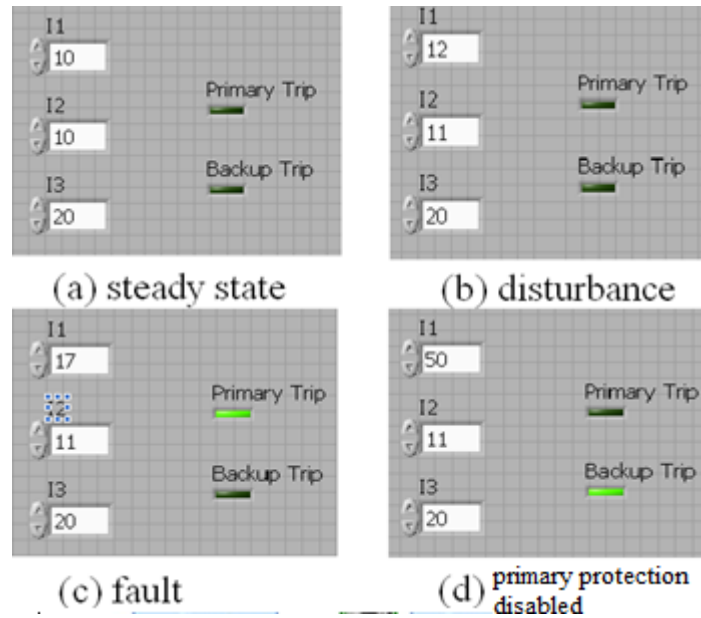 I1
10
I2
10
I3
20
Primary Trip
Backup Trip
(a) steady state
I1
12
I2
11
I3
20
Primary Trip
Backup Trip
(b) disturbance
I1
17
I2
11
I3
20
Primary Trip
Backup Trip
(c) fault
I1
50
I2
11
I3
20
Primary Trip
Backup Trip
(d) primary protection
disabled